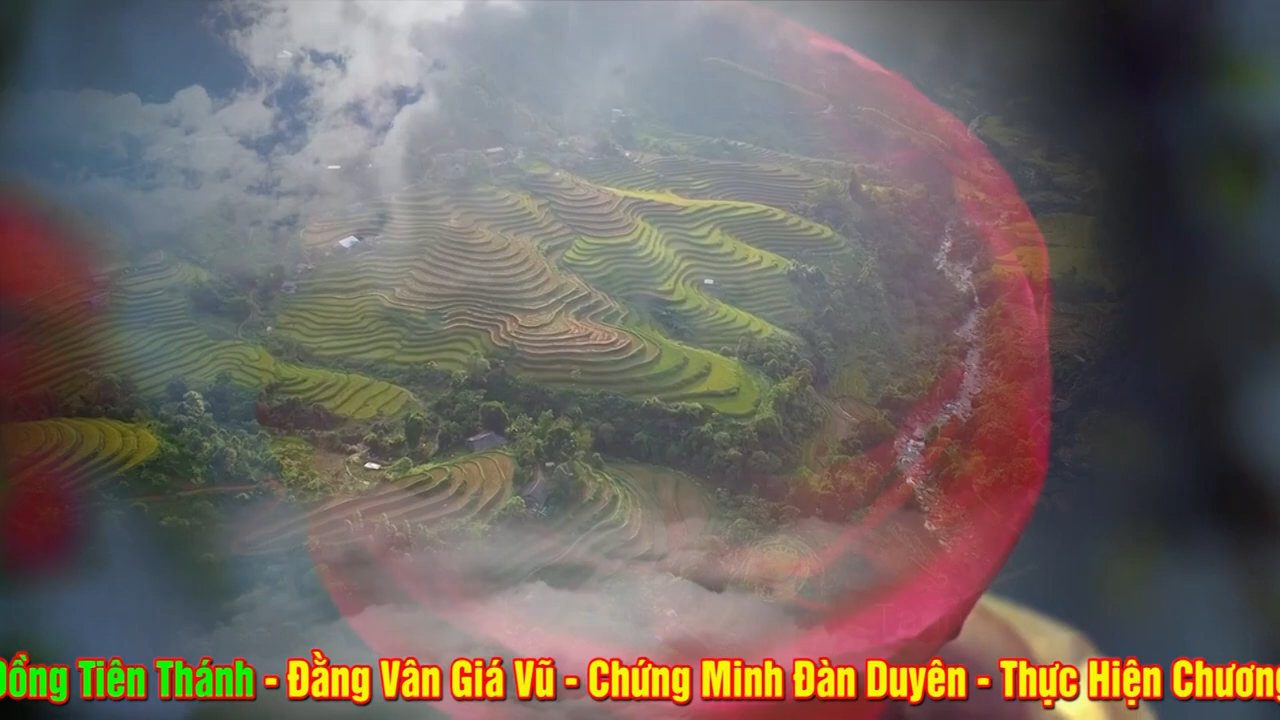 Đồng Tiên Thánh - Đằng Vân Giá Vũ - Chứng Minh Đàn Duyên - Thực Hiện Chương